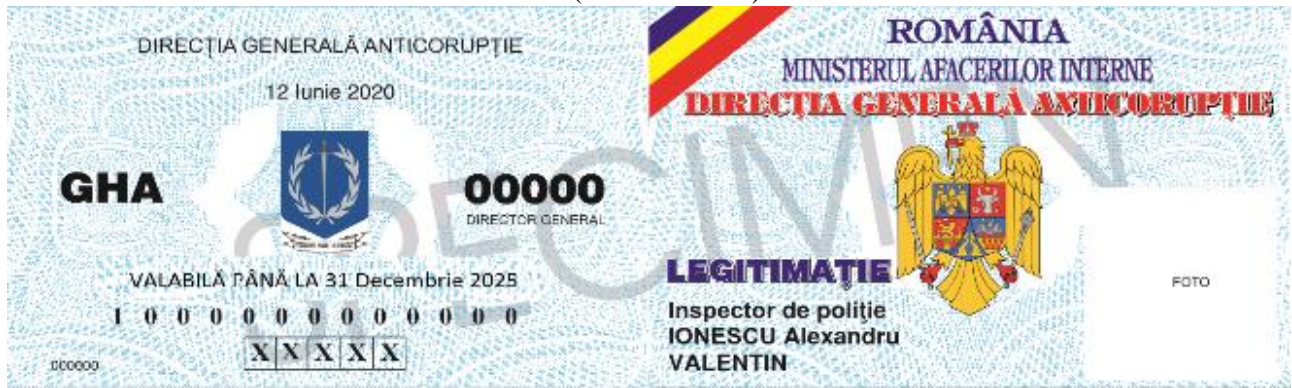 DIRECȚIA GENERALĂ ANTICORUPȚIE
12 Iunie 2020
GHA
00000
DIRECTOR GENERAL
VALABILĂ PÂNĂ LA 31 Decembrie 2025
1 0 0 0 0 0 0 0 0 0 0 0 0
X X X X X
000000
ROMÂNIA
MINISTERUL AFACERILOR INTERNE
DIRECȚIA GENERALĂ ANTICORUPȚIE
SPECIMEN
LEGITIMAȚIE
Inspector de poliție
IONESCU Alexandru
VALENTIN
FOTO